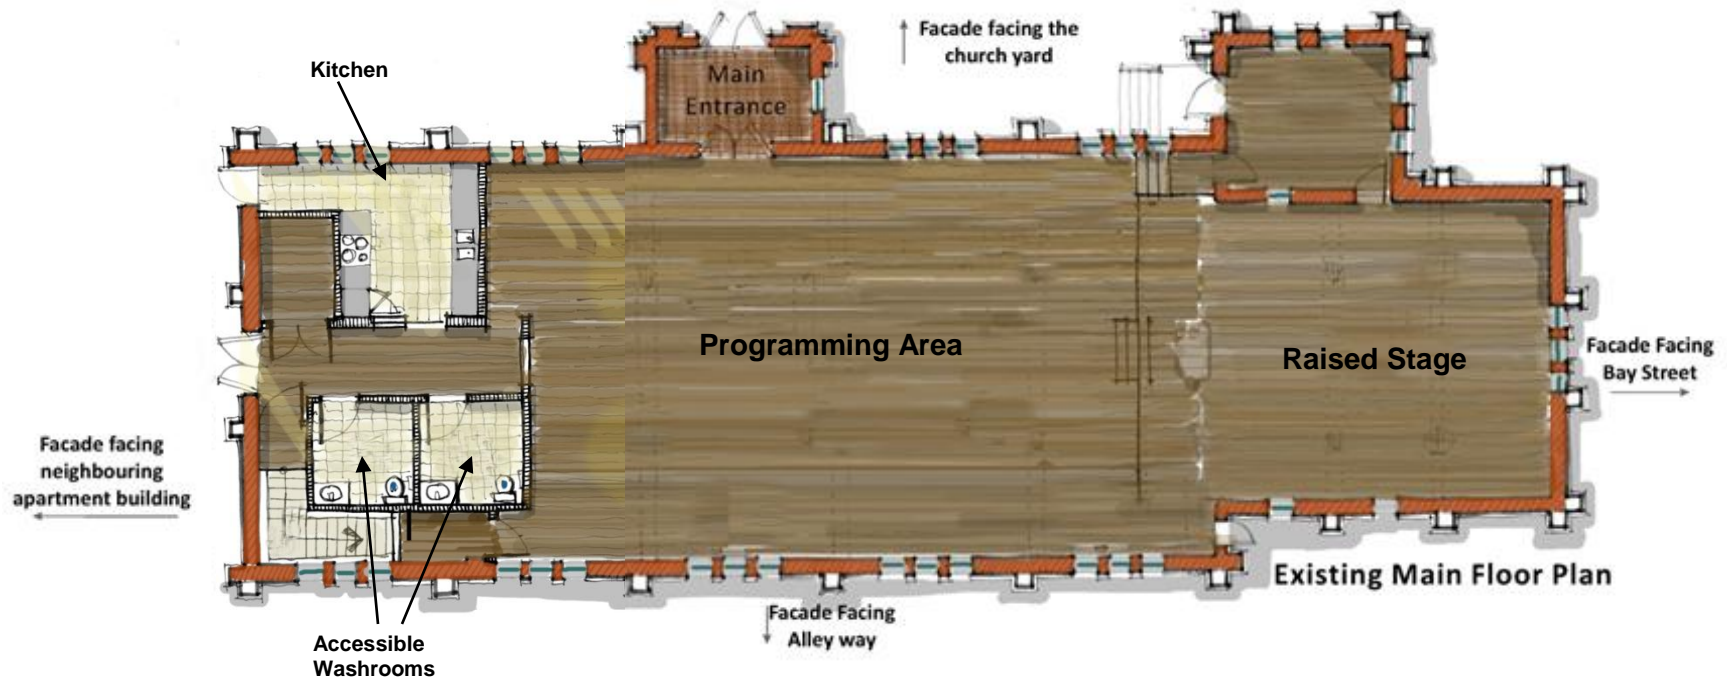 Facade facing the
church yard
Kitchen
Main
Entrance
Programming Area
Raised Stage
Facade Facing
Bay Street
Facade facing
neighbouring
apartment building
Existing Main Floor Plan
Facade Facing
Alley way
Accessible
Washrooms